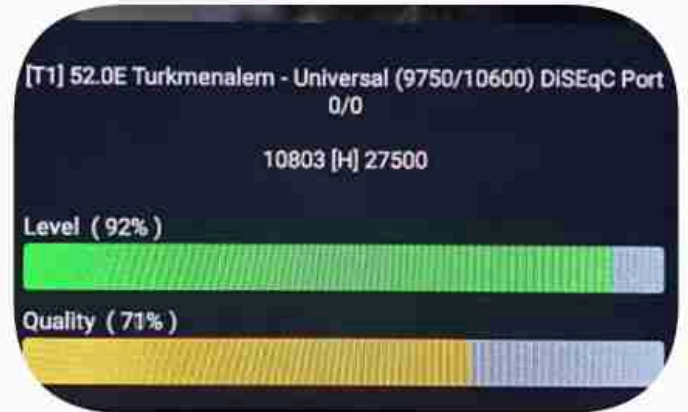 [T1] 52.0E Turkmenalem - Universal (9750/10600) DiSEqC Port
0/0
10803 [H] 27500
Level ( 92% )
Quality ( 71% )